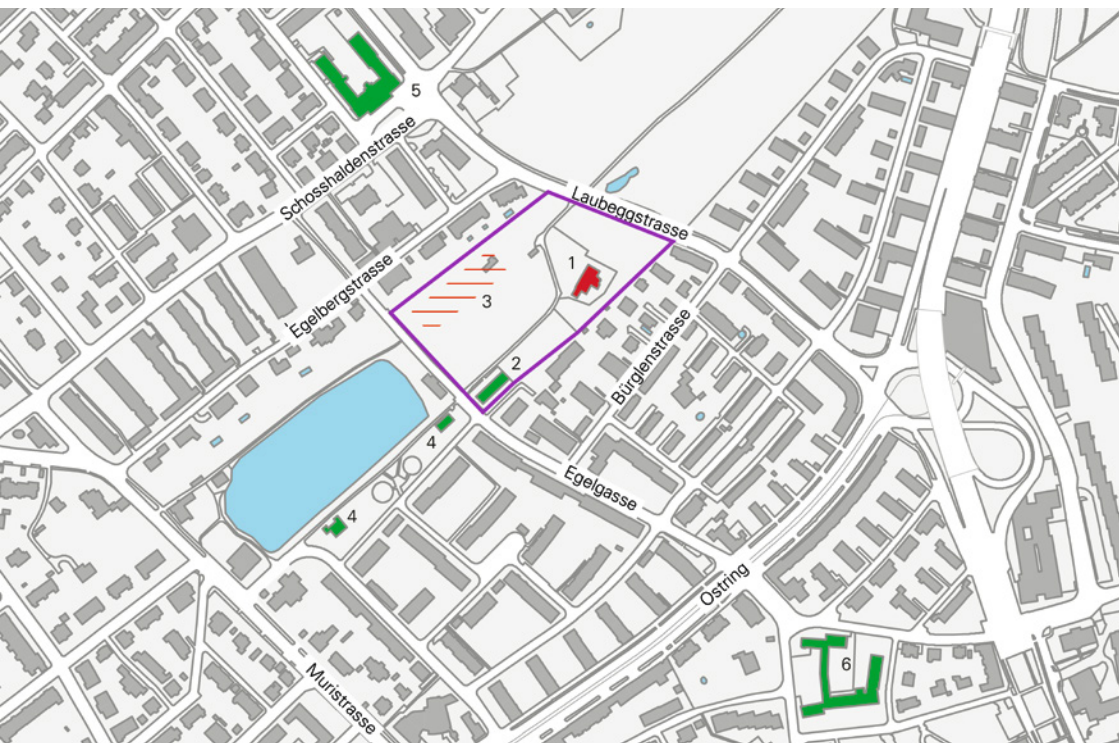 5
Schosshaldenstrasse
Laubeggstrasse
1
Egelbergstrasse
3
2
Bürglenstrasse
4
Egelgasse
4
Ostring
6
Muristrasse